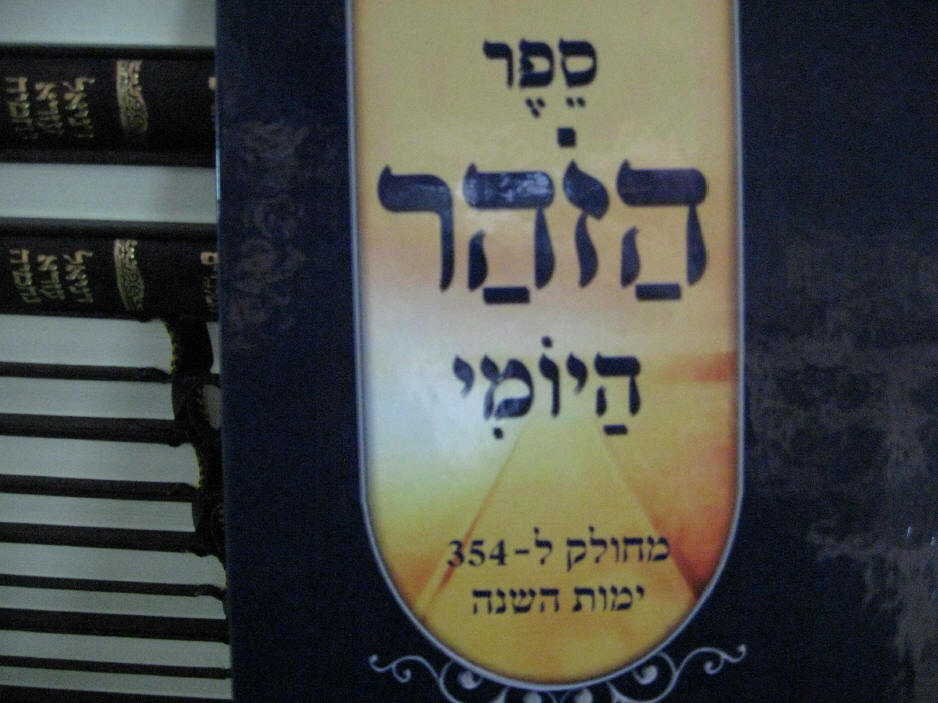 סֵפֶר
הַזֹּהַר
הַיּוֹמִי
מחולק ל-354
ימות השנה